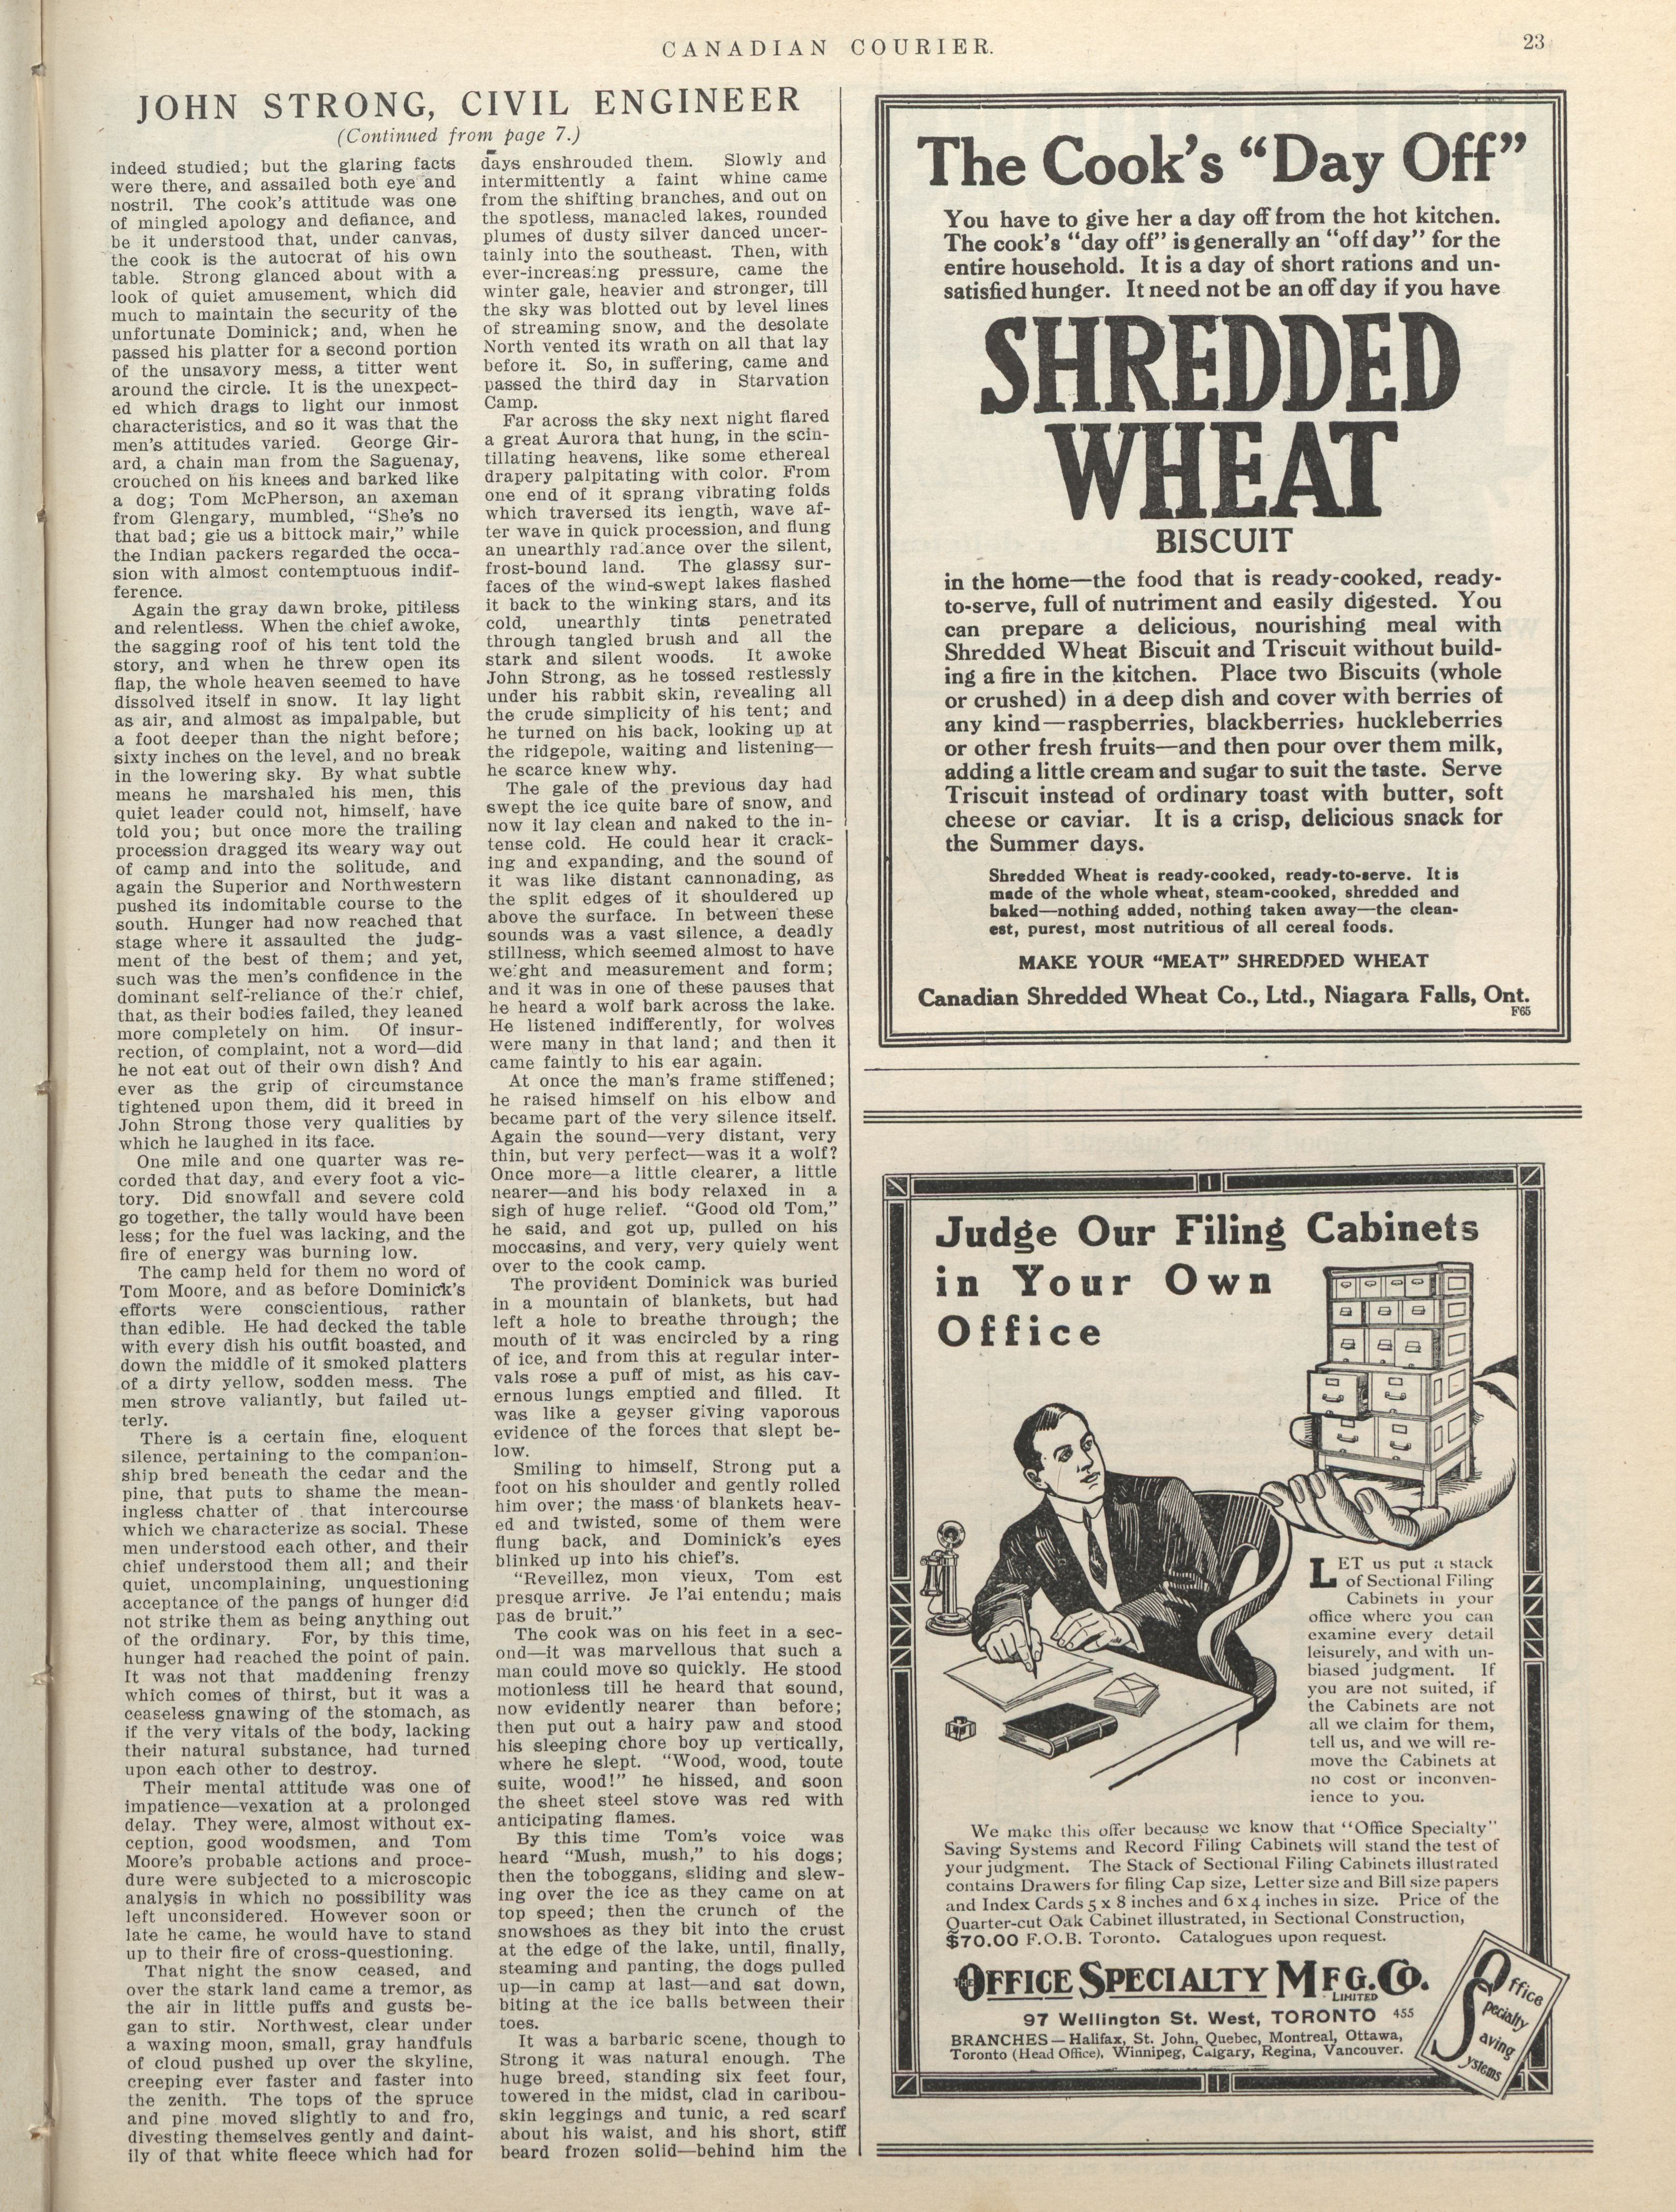 CANADIAN COURIER.
23
JOHN STRONG, CIVIL ENGINEER
(Continued from page 7.)
indeed studied; but the glaring facts
were there, and assailed both eye and
nostril. The cook's attitude was one
of mingled apology and defiance, and
be it understood that, under canvas,
the cook is the autocrat of his own
table. Strong glanced about with a
look of quiet amusement, which did
much to maintain the security of the
unfortunate Dominick; and, when he
passed his platter for a second portion
of the unsavory mess, a titter went
around the circle. It is the unexpect-
ed which drags to light our inmost
characteristics, and so it was that the
men's attitudes varied. George Gir-
ard, a chain man from the Saguenay,
crouched on his knees and barked like
a dog; Tom McPherson, an axeman
from Glengary, mumbled, "She's no
that bad; gie us a bittock mair," while
the Indian packers regarded the occa-
sion with almost contemptuous indif-
ference.
Again the gray dawn broke, pitiless
and relentless. When the chief awoke,
the sagging roof of his tent told the
story, and when he threw open its
flap, the whole heaven seemed to have
dissolved itself in snow. It lay light
as air, and almost as impalpable, but
a foot deeper than the night before;
sixty inches on the level, and no break
in the lowering sky. By what subtle
means he marshaled his men, this
quiet leader could not, himself, have
told you; but once more the trailing
procession dragged its weary way out
of camp and into the solitude, and
again the Superior and Northwestern
pushed its indomitable course to the
south. Hunger had now reached that
stage where it assaulted the judg-
ment of the best of them; and yet,
such was the men's confidence in the
dominant self-reliance of their chief,
that, as their bodies failed, they leaned
more completely on him. Of insur-
rection, of complaint, not a word—did
he not eat out of their own dish? And
ever as the grip of circumstance
tightened upon them, did it breed in
John Strong those very qualities by
which he laughed in its face.
One mile and one quarter was re-
corded that day, and every foot a vic-
tory. Did snowfall and severe cold
go together, the tally would have been
less; for the fuel was lacking, and the
fire of energy was burning low.
The camp held for them no word of
Tom Moore, and as before Dominick's
efforts were conscientious, rather
than edible. He had decked the table
with every dish his outfit boasted, and
down the middle of it smoked platters
of a dirty yellow, sodden mess. The
men strove valiantly, but failed ut-
terly.
There is a certain fine, eloquent
silence, pertaining to the companion-
ship bred beneath the cedar and the
pine, that puts to shame the mean-
ingless chatter of that intercourse
which we characterize as social. These
men understood each other, and their
chief understood them all; and their
quiet, uncomplaining, unquestioning
acceptance of the pangs of hunger did
not strike them as being anything out
of the ordinary. For, by this time,
hunger had reached the point of pain.
It was not that maddening frenzy
which comes of thirst, but it was a
ceaseless gnawing of the stomach, as
if the very vitals of the body, lacking
their natural substance, had turned
upon each other to destroy.
Their mental attitude was one of
impatience—vexation at a prolonged
delay. They were, almost without ex-
ception, good woodsmen, and Tom
Moore's probable actions and proce-
dure were subjected to a microscopic
analysis in which no possibility was
left unconsidered. However soon or
late he came, he would have to stand
up to their fire of cross-questioning.
That night the snow ceased, and
over the stark land came a tremor, as
the air in little puffs and gusts be-
gan to stir. Northwest, clear under
a waxing moon, small, gray handfuls
of cloud pushed up over the skyline,
creeping ever faster and faster into
the zenith. The tops of the spruce
and pine moved slightly to and fro,
divesting themselves gently and daint-
ily of that white fleece which had for
days enshrouded them. Slowly and
intermittently a faint whine came
from the shifting branches, and out on
the spotless, manacled lakes, rounded
plumes of dusty silver danced uncer-
tainly into the southeast. Then, with
ever-increasing pressure, came the
winter gale, heavier and stronger, till
the sky was blotted out by level lines
of streaming snow, and the desolate
North vented its wrath on all that lay
before it. So, in suffering, came and
passed the third day in Starvation
Camp.
Far across the sky next night flared
a great Aurora that hung, in the scin-
tillating heavens, like some ethereal
drapery palpitating with color. From
one end of it sprang vibrating folds
which traversed its length, wave af-
ter wave in quick procession, and flung
an unearthly radiance over the silent,
frost-bound land. The glassy sur-
faces of the wind-swept lakes flashed
it back to the winking stars, and its
cold, unearthly tints penetrated
through tangled brush and all the
stark and silent woods. It awoke
John Strong, as he tossed restlessly
under his rabbit skin, revealing all
the crude simplicity of his tent; and
he turned on his back, looking up at
the ridgepole, waiting and listening—
he scarce knew why.
The gale of the previous day had
swept the ice quite bare of snow, and
now it lay clean and naked to the in-
tense cold. He could hear it crack-
ing and expanding, and the sound of
it was like distant cannonading, as
the split edges of it shouldered up
above the surface. In between these
sounds was a vast silence, a deadly
stillness, which seemed almost to have
weight and measurement and form;
and it was in one of these pauses that
he heard a wolf bark across the lake.
He listened indifferently, for wolves
were many in that land; and then it
came faintly to his ear again.
At once the man's frame stiffened;
he raised himself on his elbow and
became part of the very silence itself.
Again the sound—very distant, very
thin, but very perfect—was it a wolf?
Once more—a little clearer, a little
nearer—and his body relaxed in a
sigh of huge relief. "Good old Tom,"
he said, and got up, pulled on his
moccasins, and very, very quiely went
over to the cook camp.
The provident Dominick was buried
in a mountain of blankets, but had
left a hole to breathe through; the
mouth of it was encircled by a ring
of ice, and from this at regular inter-
vals rose a puff of mist, as his cav-
ernous lungs emptied and filled. It
was like a geyser giving vaporous
evidence of the forces that slept be-
low.
Smiling to himself, Strong put a
foot on his shoulder and gently rolled
him over; the mass of blankets heav-
ed and twisted, some of them were
flung back, and Dominick's eyes
blinked up into his chief's.
"Reveillez, mon vieux, Tom est
presque arrive. Je l'ai entendu; mais
pas de bruit."
The cook was on his feet in a sec-
ond—it was marvellous that such a
man could move so quickly. He stood
motionless till he heard that sound,
now evidently nearer than before;
then put out a hairy paw and stood
his sleeping chore boy up vertically,
where he slept. "Wood, wood, toute
suite, wood!" he hissed, and soon
the sheet steel stove was red with
anticipating flames.
By this time Tom's voice was
heard "Mush, mush," to his dogs;
then the toboggans, sliding and slew-
ing over the ice as they came on at
top speed; then the crunch of the
snowshoes as they bit into the crust
at the edge of the lake, until, finally,
steaming and panting, the dogs pulled
up—in camp at last—and sat down,
biting at the ice balls between their
toes.
It was a barbaric scene, though to
Strong it was natural enough. The
huge breed, standing six feet four,
towered in the midst, clad in caribou-
skin leggings and tunic, a red scarf
about his waist, and his short, stiff
beard frozen solid—behind him the
The Cook's "Day Off"
You have to give her a day off from the hot kitchen.
The cook's "day off" is generally an "off day" for the
entire household. It is a day of short rations and un-
satisfied hunger. It need not be an off day if you have
SHREDDED
WHEAT
BISCUIT
in the home—the food that is ready-cooked, ready-
to-serve, full of nutriment and easily digested. You
can prepare a delicious, nourishing meal with
Shredded Wheat Biscuit and Triscuit without build-
ing a fire in the kitchen. Place two Biscuits (whole
or crushed) in a deep dish and cover with berries of
any kind—raspberries, blackberries, huckleberries
or other fresh fruits—and then pour over them milk,
adding a little cream and sugar to suit the taste. Serve
Triscuit instead of ordinary toast with butter, soft
cheese or caviar. It is a crisp, delicious snack for
the Summer days.
Shredded Wheat is ready-cooked, ready-to-serve. It is
made of the whole wheat, steam-cooked, shredded and
baked—nothing added, nothing taken away—the clean-
est, purest, most nutritious of all cereal foods.
MAKE YOUR "MEAT" SHREDDED WHEAT
Canadian Shredded Wheat Co., Ltd., Niagara Falls, Ont.
F65
Judge Our Filing Cabinets
in Your Own
Office
LET us put a stack
of Sectional Filing
Cabinets in your
office where you can
examine every detail
leisurely, and with un-
biased judgment. If
you are not suited, if
the Cabinets are not
all we claim for them,
tell us, and we will re-
move the Cabinets at
no cost or inconven-
ience to you.
We make this offer because we know that "Office Specialty"
Saving Systems and Record Filing Cabinets will stand the test of
your judgment. The Stack of Sectional Filing Cabinets illustrated
contains Drawers for filing Cap size, Letter size and Bill size papers
and Index Cards 5 x 8 inches and 6 x 4 inches in size. Price of the
Quarter-cut Oak Cabinet illustrated, in Sectional Construction,
$70.00 F.O.B. Toronto. Catalogues upon request.
THE OFFICE SPECIALTY MFG. CO.
LIMITED
97 Wellington St. West, TORONTO 455
BRANCHES—Halifax, St. John, Quebec, Montreal, Ottawa,
Toronto (Head Office), Winnipeg, Calgary, Regina, Vancouver.
Office
Specialty
Saving
Systems